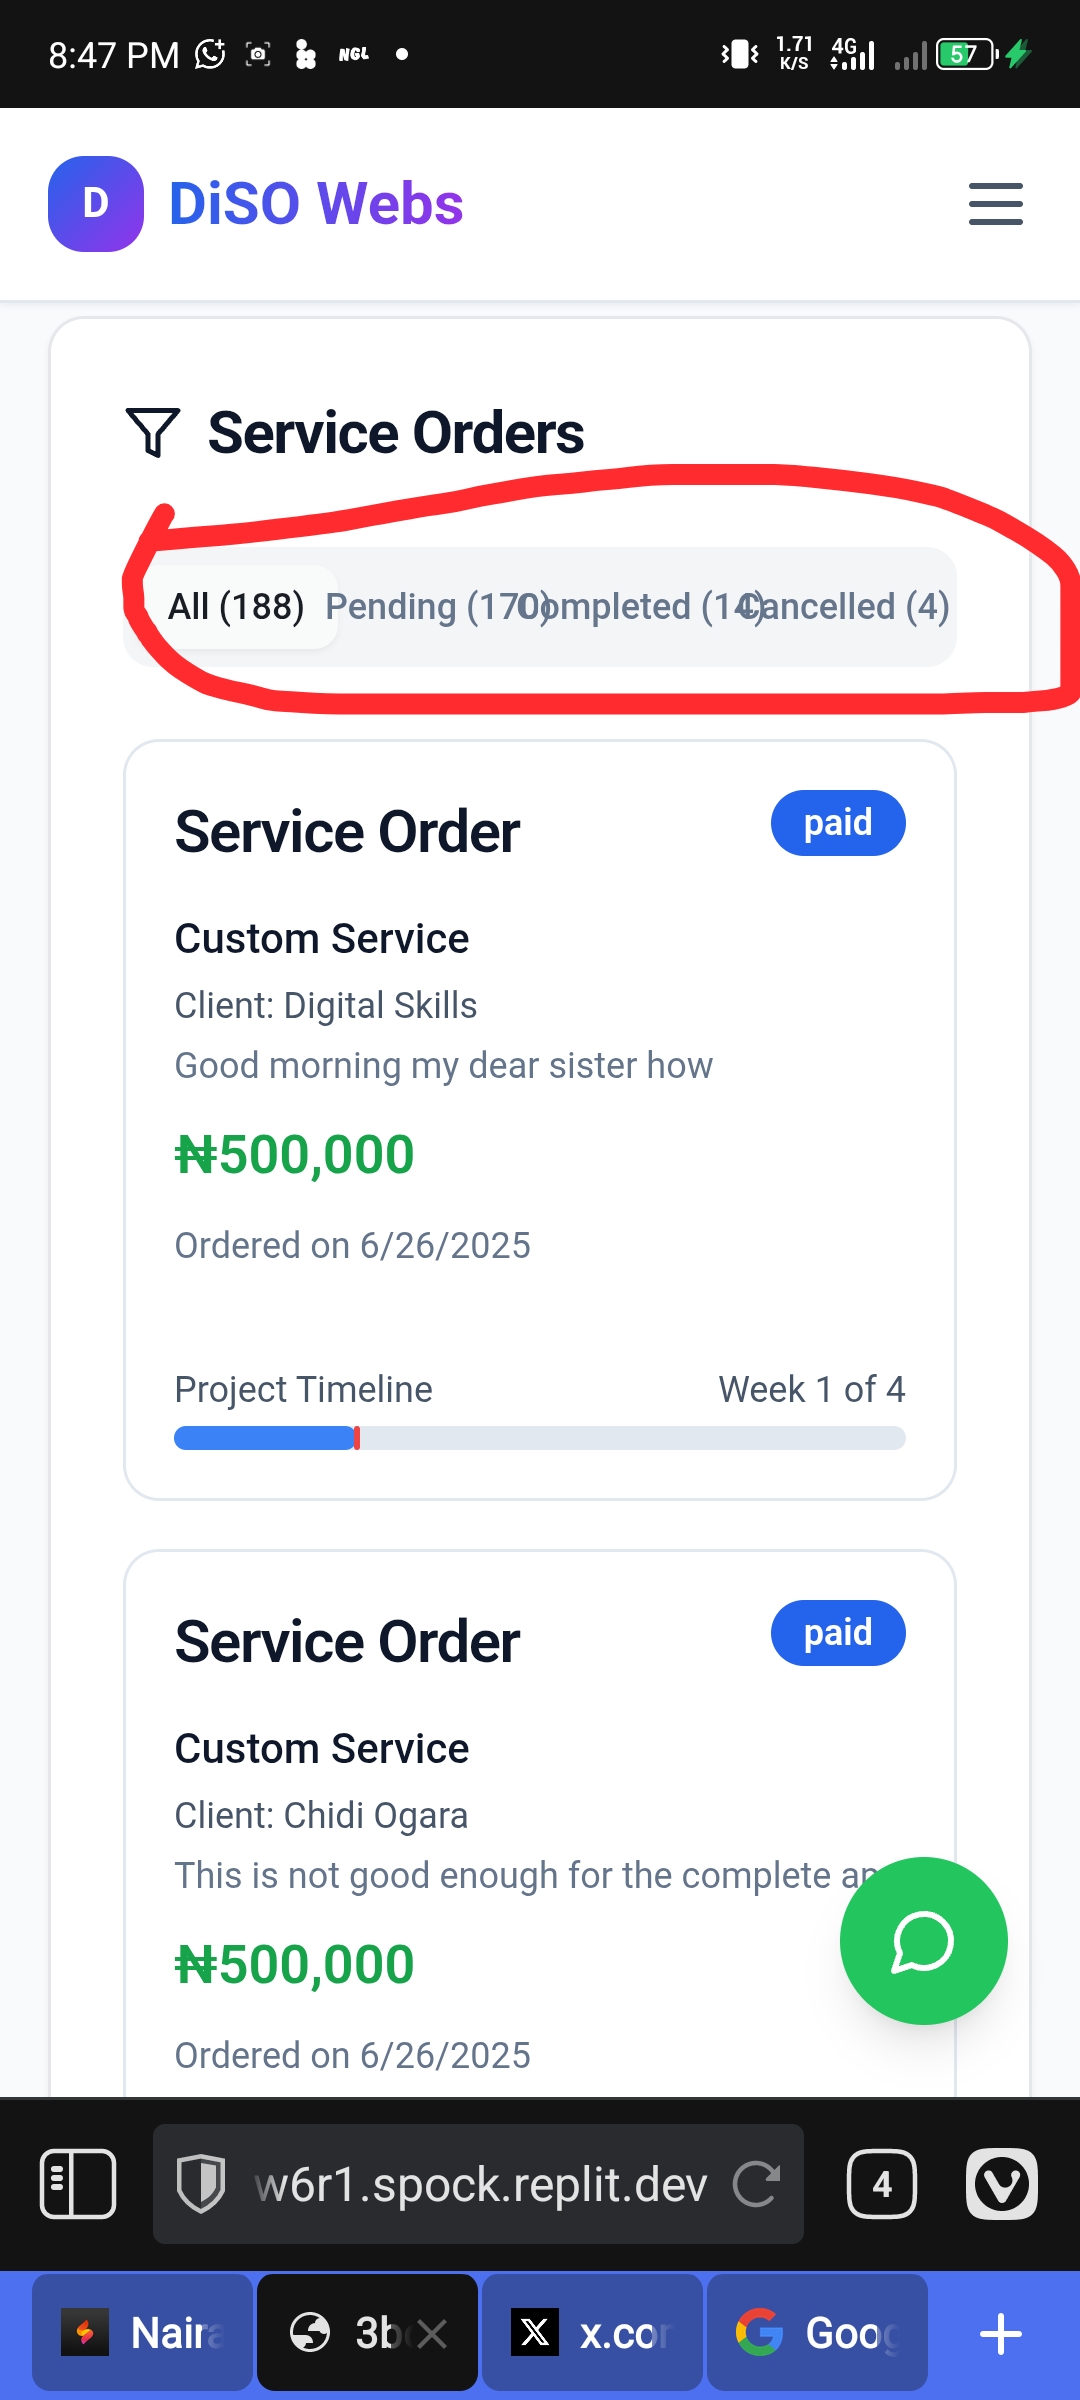 8:47 PM NGL 1.71 K/S 4G 57
D DiSO Webs
Service Orders
All (188) Pending (170) Completed (14) Cancelled (4)
Service Order paid
Custom Service
Client: Digital Skills
Good morning my dear sister how
₦500,000
Ordered on 6/26/2025
Project Timeline Week 1 of 4
Service Order paid
Custom Service
Client: Chidi Ogara
This is not good enough for the complete an
₦500,000
Ordered on 6/26/2025
w6r1.spock.replit.dev 4
Naira 3b x.cor Goog